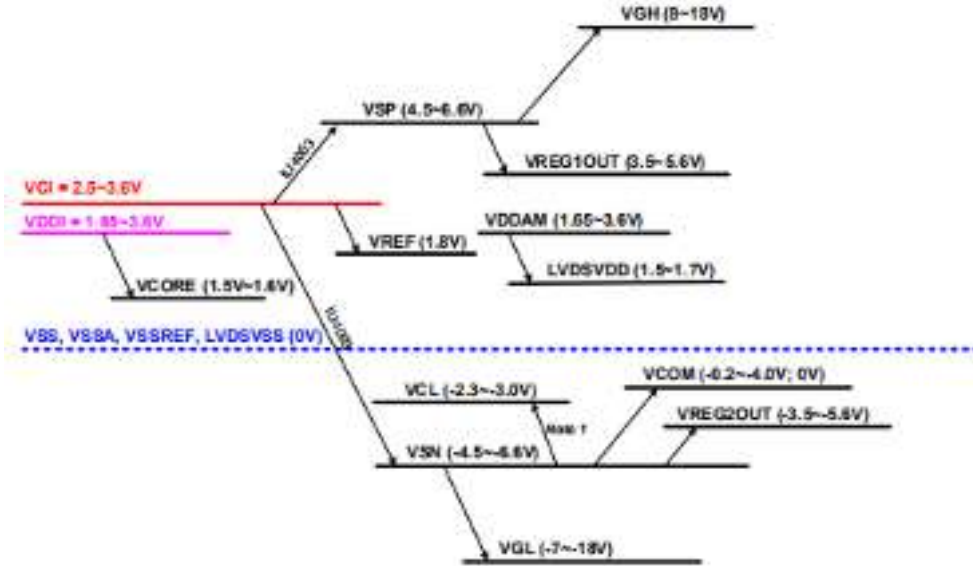 VGH (8~18V)
VSP (4.5~6.6V)
VREG1OUT (3.5~5.6V)
VCI = 2.5~3.6V
VDDI = 1.65~3.6V
VDDAM (1.65~3.6V)
VREF (1.8V)
LVDSVDD (1.5~1.7V)
VCORE (1.5V~1.6V)
VSS, VSSA, VSSREF, LVDSVSS (0V)
VCOM (-0.2~-4.0V; 0V)
VCL (-2.3~-3.0V)
VREG2OUT (-3.5~-5.6V)
Note 1
VSN (-4.5~-6.6V)
VGL (-7~-18V)